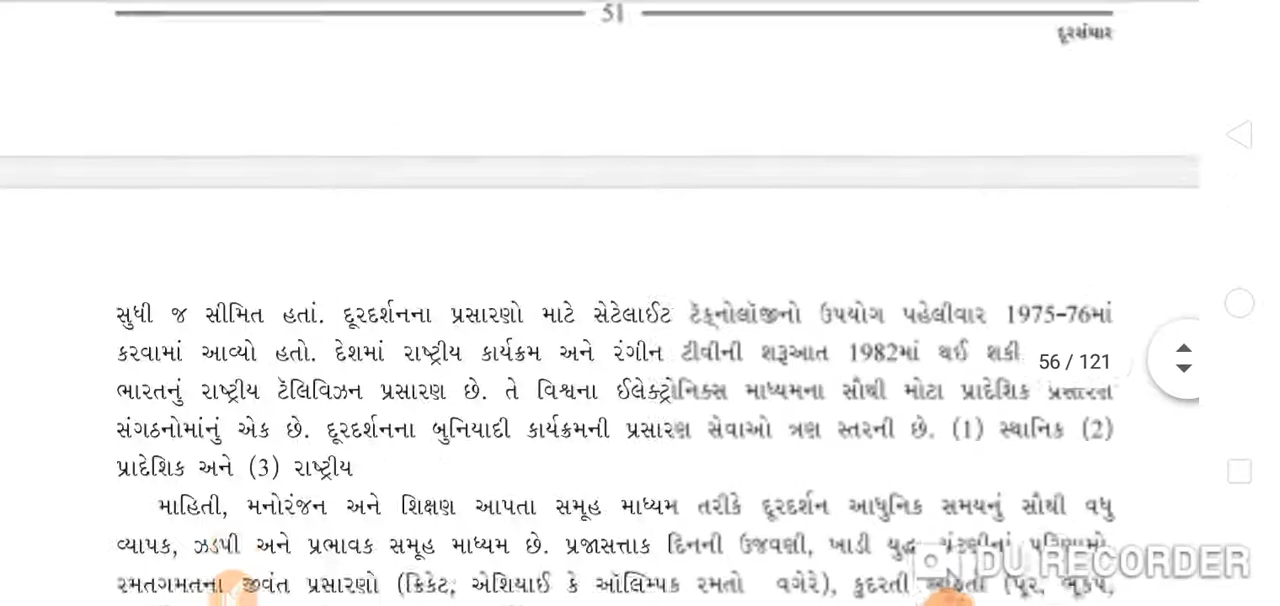 51
દૂરસંચાર
સુધી જ સીમિત હતાં. દૂરદર્શનના પ્રસારણો માટે સેટેલાઈટ ટૅક્નોલૉજીનો ઉપયોગ પહેલીવાર 1975-76માં
કરવામાં આવ્યો હતો. દેશમાં રાષ્ટ્રીય કાર્યક્રમ અને રંગીન ટીવીની શરૂઆત 1982માં થઈ શકી
56 / 121
ભારતનું રાષ્ટ્રીય ટૅલિવિઝન પ્રસારણ છે. તે વિશ્વના ઈલેક્ટ્રોનિક્સ માધ્યમના સૌથી મોટા પ્રાદેશિક પ્રસારણ
સંગઠનોમાંનું એક છે. દૂરદર્શનના બુનિયાદી કાર્યક્રમની પ્રસારણ સેવાઓ ત્રણ સ્તરની છે. (1) સ્થાનિક (2)
પ્રાદેશિક અને (3) રાષ્ટ્રીય
માહિતી, મનોરંજન અને શિક્ષણ આપતા સમૂહ માધ્યમ તરીકે દૂરદર્શન આધુનિક સમયનું સૌથી વધુ
વ્યાપક, ઝડપી અને પ્રભાવક સમૂહ માધ્યમ છે. પ્રજાસત્તાક દિનની ઉજવણી, ખાડી યુદ્ધ
DU RECORDER
રમતગમતના જીવંત પ્રસારણો (ક્રિકેટ, એશિયાઈ કે ઑલિમ્પક રમતો વગેરે), કુદરતી (પૂર, ભૂકંપ,